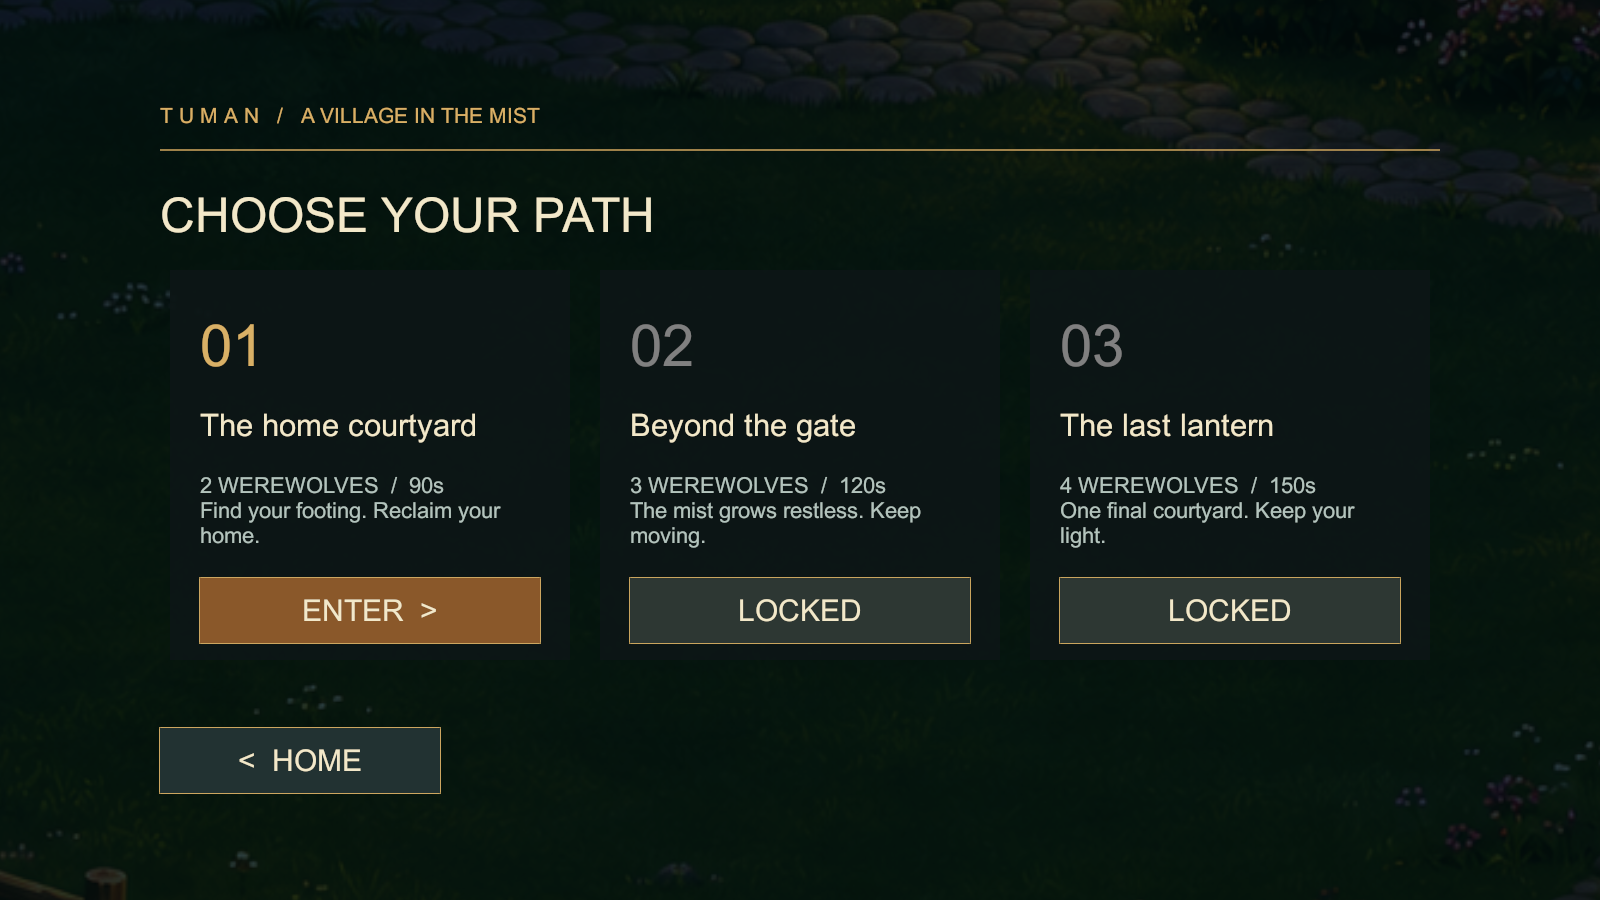 TUMAN / A VILLAGE IN THE MIST
CHOOSE YOUR PATH
01
The home courtyard
2 WEREWOLVES / 90s
Find your footing. Reclaim your
home.
ENTER >
02
Beyond the gate
3 WEREWOLVES / 120s
The mist grows restless. Keep
moving.
LOCKED
03
The last lantern
4 WEREWOLVES / 150s
One final courtyard. Keep your
light.
LOCKED
< HOME